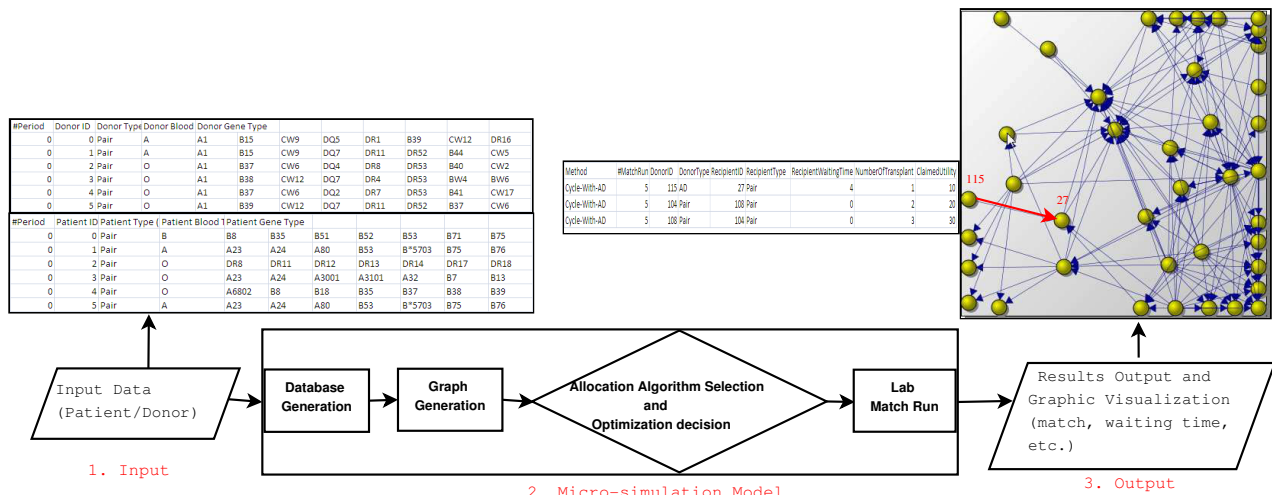 #Period Donor ID Donor Type Donor Blood Donor Gene Type
0 0 Pair A A1 B15 CW9 DQ5 DR1 B39 CW12 DR16
0 1 Pair A A1 B15 CW9 DQ7 DR11 DR52 B44 CW5
0 2 Pair O A1 B37 CW6 DQ4 DR8 DR53 B40 CW2
0 3 Pair O A1 B38 CW12 DQ7 DR4 DR53 BW4 BW6
0 4 Pair O A1 B37 CW6 DQ2 DR7 DR53 B41 CW17
0 5 Pair O A1 B39 CW12 DQ7 DR11 DR52 B37 CW6
#Period Patient ID Patient Type ( Patient Blood T Patient Gene Type
0 0 Pair B B8 B35 B51 B52 B53 B71 B75
0 1 Pair A A23 A24 A80 B53 B*5703 B75 B76
0 2 Pair O DR8 DR11 DR12 DR13 DR14 DR17 DR18
0 3 Pair O A23 A24 A3001 A3101 A32 B7 B13
0 4 Pair O A6802 B8 B18 B35 B37 B38 B39
0 5 Pair A A23 A24 A80 B53 B*5703 B75 B76
Method #MatchRun DonorID DonorType RecipientID RecipientType RecipientWaitingTime NumberOfTransplant ClaimedUtility
Cycle-With-AD 5 115 AD 27 Pair 4 1 10
Cycle-With-AD 5 104 Pair 104 Pair 0 2 20
Cycle-With-AD 5 108 Pair 108 Pair 0 3 30
115
27
Input Data
(Patient/Donor)
Database
Generation
Graph
Generation
Allocation Algorithm Selection
and
Optimization decision
Lab
Match Run
Results Output and
Graphic Visualization
(match, waiting time,
etc.)
1. Input
2. Micro-simulation Model
3. Output